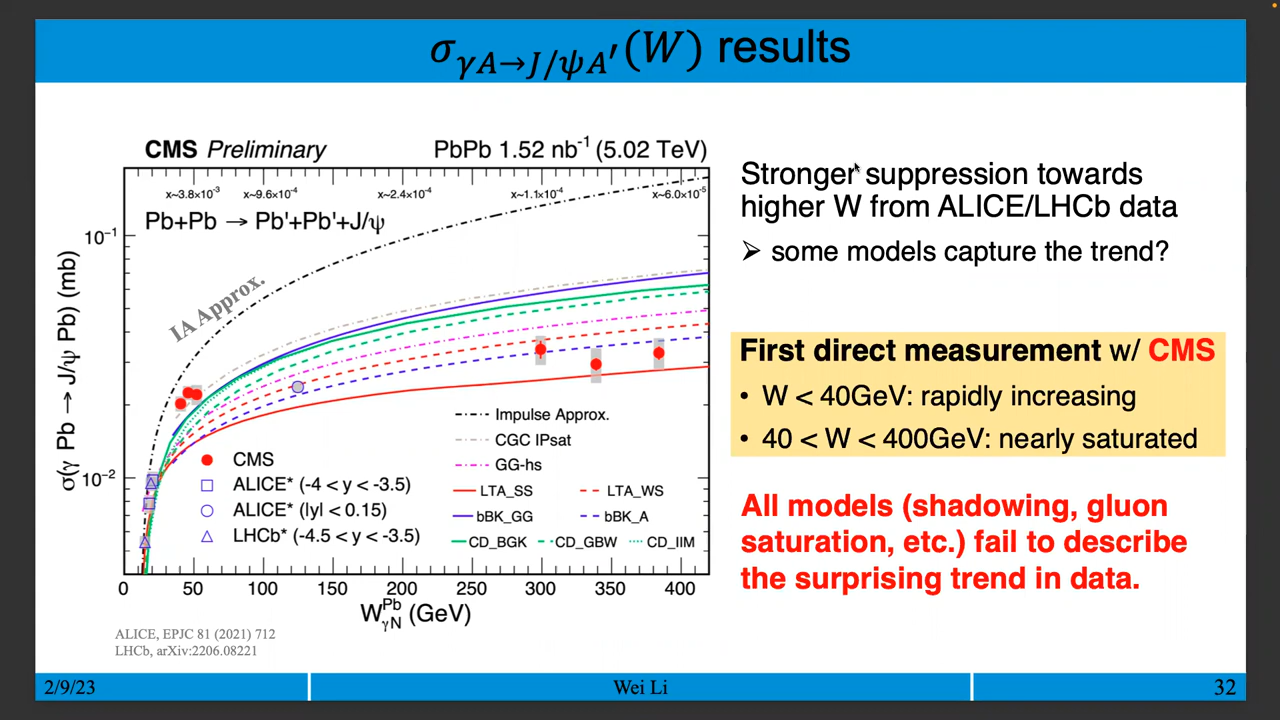 σ_γA→J/ψA′(W) results
CMS Preliminary PbPb 1.52 nb⁻¹ (5.02 TeV)
x~3.8×10⁻³ x~9.6×10⁻⁴ x~2.4×10⁻⁴ x~1.1×10⁻⁴ x~6.0×10⁻⁵
Pb+Pb → Pb'+Pb'+J/ψ
IA Approx.
σ(γ Pb → J/ψ Pb) (mb)
10⁻¹
10⁻²
Impulse Approx.
CGC IPsat
GG-hs
LTA_SS LTA_WS
bBK_GG bBK_A
CD_BGK CD_GBW CD_IIM
CMS
ALICE* (-4 < y < -3.5)
ALICE* (|y| < 0.15)
LHCb* (-4.5 < y < -3.5)
0 50 100 150 200 250 300 350 400
W^Pb_γN (GeV)
ALICE, EPJC 81 (2021) 712
LHCb, arXiv:2206.08221
Stronger suppression towards
higher W from ALICE/LHCb data
➢ some models capture the trend?
First direct measurement w/ CMS
• W < 40GeV: rapidly increasing
• 40 < W < 400GeV: nearly saturated
All models (shadowing, gluon
saturation, etc.) fail to describe
the surprising trend in data.
2/9/23 Wei Li 32